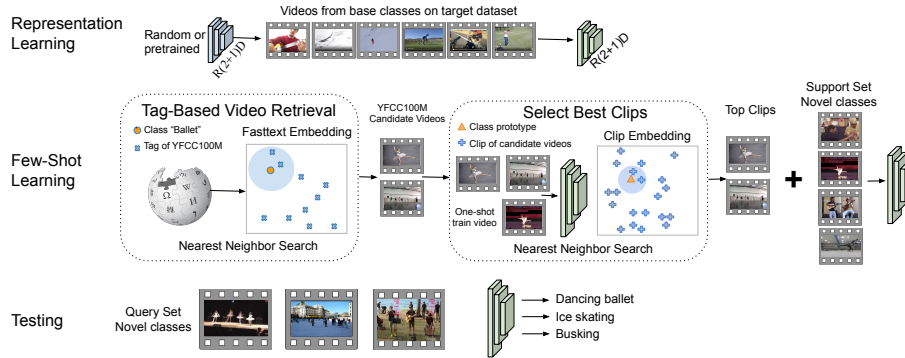 Representation
Learning
Random or
pretrained
R(2+1)D
Videos from base classes on target dataset
R(2+1)D
Few-Shot
Learning
Tag-Based Video Retrieval
Class “Ballet”
Tag of YFCC100M
Fasttext Embedding
Nearest Neighbor Search
YFCC100M
Candidate Videos
Select Best Clips
Class prototype
Clip of candidate videos
Clip Embedding
One-shot
train video
Nearest Neighbor Search
Top Clips
Support Set
Novel classes
Testing
Query Set
Novel classes
Dancing ballet
Ice skating
Busking